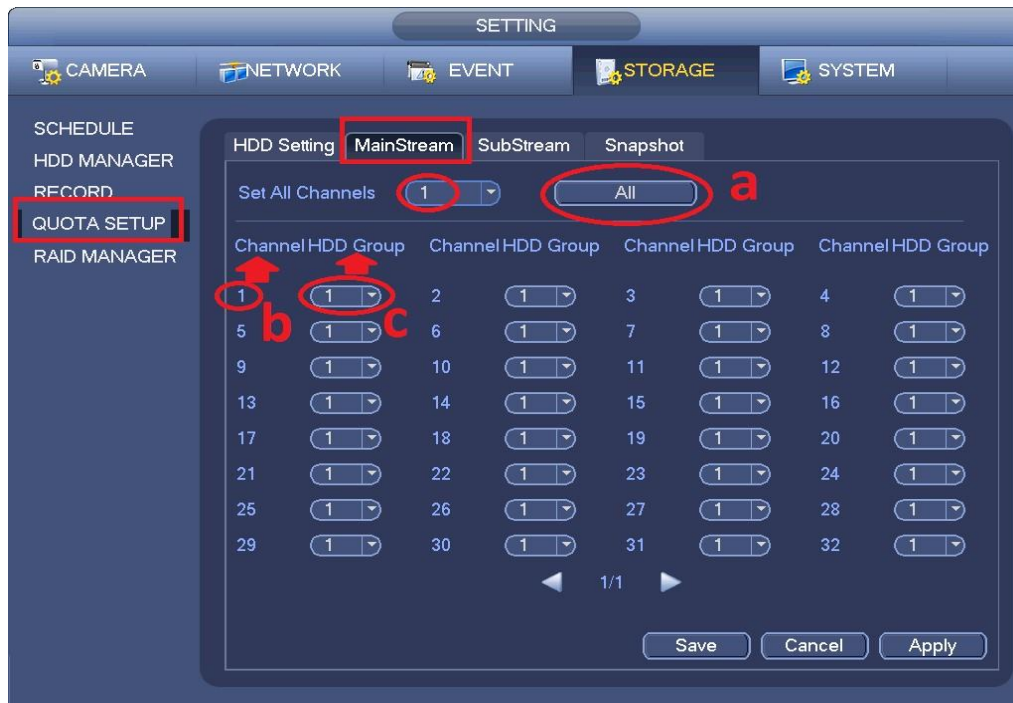 SETTING
CAMERA NETWORK EVENT STORAGE SYSTEM
SCHEDULE
HDD MANAGER
RECORD
QUOTA SETUP
RAID MANAGER
HDD Setting MainStream SubStream Snapshot
Set All Channels 1 All a
Channel HDD Group Channel HDD Group Channel HDD Group Channel HDD Group
1 1 2 1 3 1 4 1
b c
5 1 6 1 7 1 8 1
9 1 10 1 11 1 12 1
13 1 14 1 15 1 16 1
17 1 18 1 19 1 20 1
21 1 22 1 23 1 24 1
25 1 26 1 27 1 28 1
29 1 30 1 31 1 32 1
1/1
Save Cancel Apply